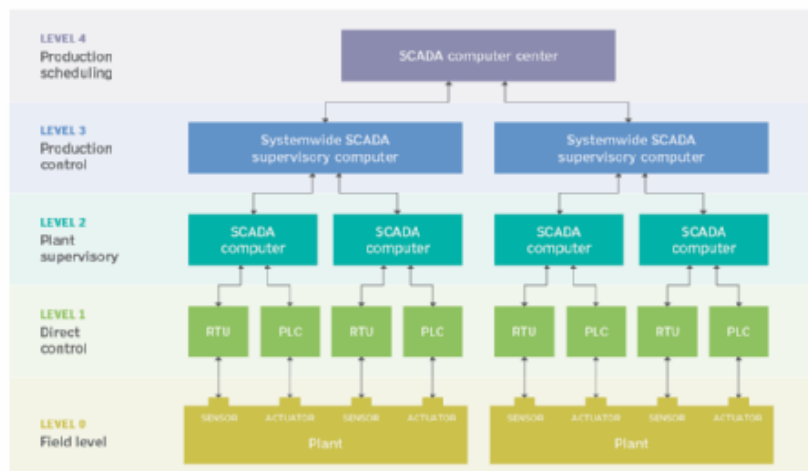 LEVEL 4
Production
scheduling
SCADA computer center
LEVEL 3
Production
control
Systemwide SCADA
supervisory computer
Systemwide SCADA
supervisory computer
LEVEL 2
Plant
supervisory
SCADA
computer
SCADA
computer
SCADA
computer
SCADA
computer
LEVEL 1
Direct
control
RTU
PLC
RTU
PLC
RTU
PLC
RTU
PLC
LEVEL 0
Field level
SENSOR
ACTUATOR
SENSOR
ACTUATOR
Plant
SENSOR
ACTUATOR
SENSOR
ACTUATOR
Plant